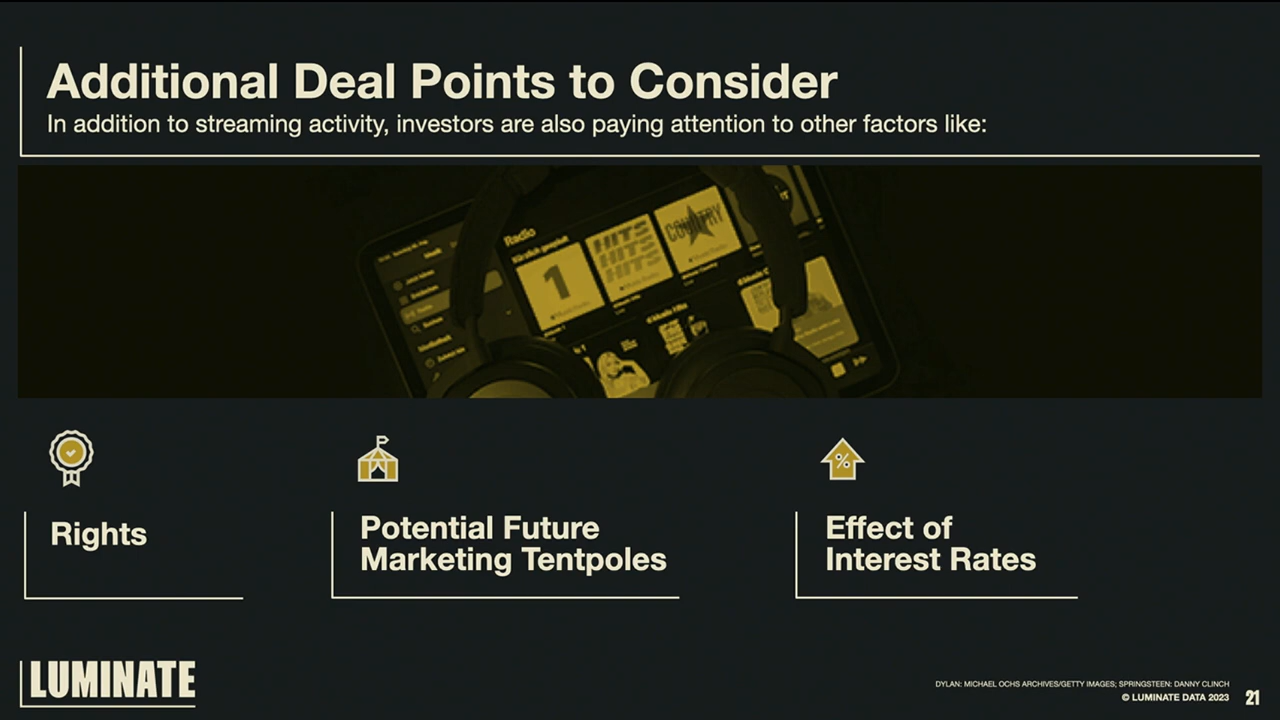 Additional Deal Points to Consider
In addition to streaming activity, investors are also paying attention to other factors like:
Radio
1
HITS
HITS
HITS
COUNTRY
%
Rights
Potential Future
Marketing Tentpoles
Effect of
Interest Rates
LUMINATE
DYLAN: MICHAEL OCHS ARCHIVES/GETTY IMAGES; SPRINGSTEEN: DANNY CLINCH
© LUMINATE DATA 2023
21